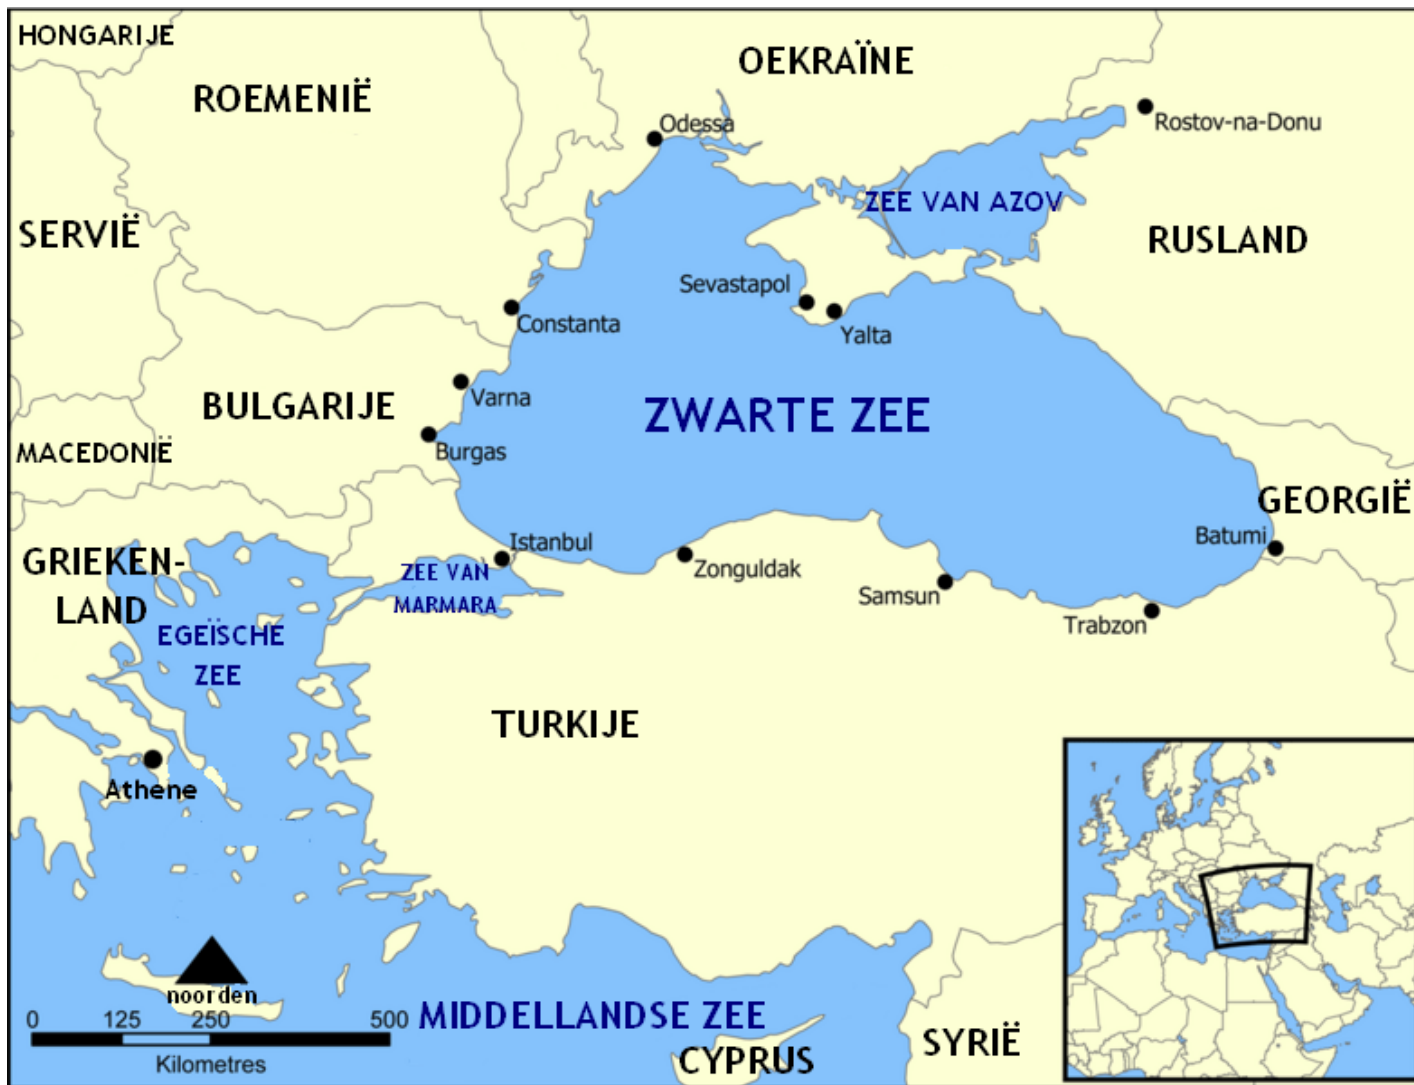 HONGARIJE
ROEMENIË
OEKRAÏNE
Odessa
Rostov-na-Donu
ZEE VAN AZOV
SERVIË
RUSLAND
Sevastapol
Constanta
Yalta
Varna
BULGARIJE
ZWARTE ZEE
MACEDONIË
Burgas
GEORGIË
Istanbul
Batumi
GRIEKEN-
LAND
ZEE VAN
MARMARA
Zonguldak
Samsun
Trabzon
EGEÏSCHE
ZEE
TURKIJE
Athene
noorden
0 125 250 500
Kilometres
MIDDELLANDSE ZEE
CYPRUS
SYRIË